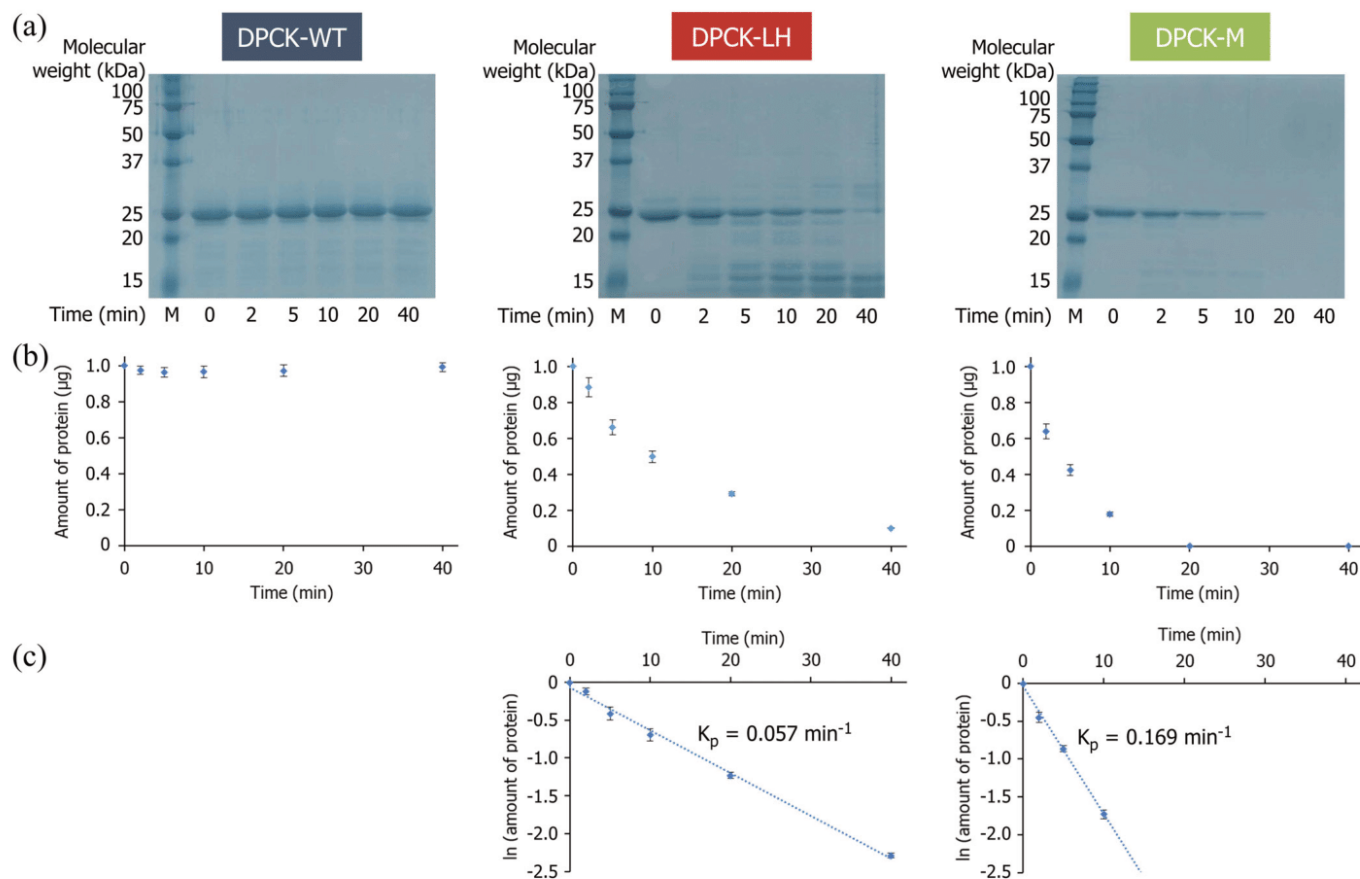 (a)
DPCK-WT
DPCK-LH
DPCK-M
Molecular
weight (kDa)
100
75
50
37
25
20
15
Time (min) M 0 2 5 10 20 40
Molecular
weight (kDa)
100
75
50
37
25
20
15
Time (min) M 0 2 5 10 20 40
Molecular
weight (kDa)
100
75
50
37
25
20
15
Time (min) M 0 2 5 10 20 40
(b)
Amount of protein (µg)
1.0
0.8
0.6
0.4
0.2
0
0 10 20 30 40
Time (min)
Amount of protein (µg)
1.0
0.8
0.6
0.4
0.2
0
0 10 20 30 40
Time (min)
Amount of protein (µg)
1.0
0.8
0.6
0.4
0.2
0
0 10 20 30 40
Time (min)
(c)
Time (min)
0 10 20 30 40
ln (amount of protein)
0
-0.5
-1.0
-1.5
-2.0
-2.5
Kp = 0.057 min-1
Time (min)
0 10 20 30 40
ln (amount of protein)
0
-0.5
-1.0
-1.5
-2.0
-2.5
Kp = 0.169 min-1